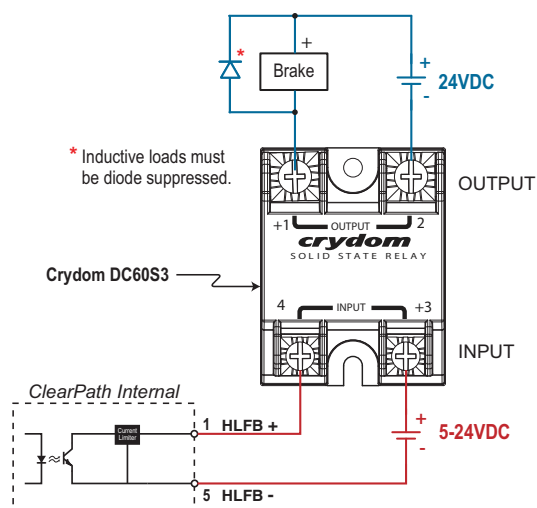 +
*
Brake
+
24VDC
-
* Inductive loads must
be diode suppressed.
OUTPUT
+1 OUTPUT 2
crydom
SOLID STATE RELAY
Crydom DC60S3
4 INPUT +3
INPUT
ClearPath Internal
Current
Limiter
1 HLFB +
+
5-24VDC
-
5 HLFB -